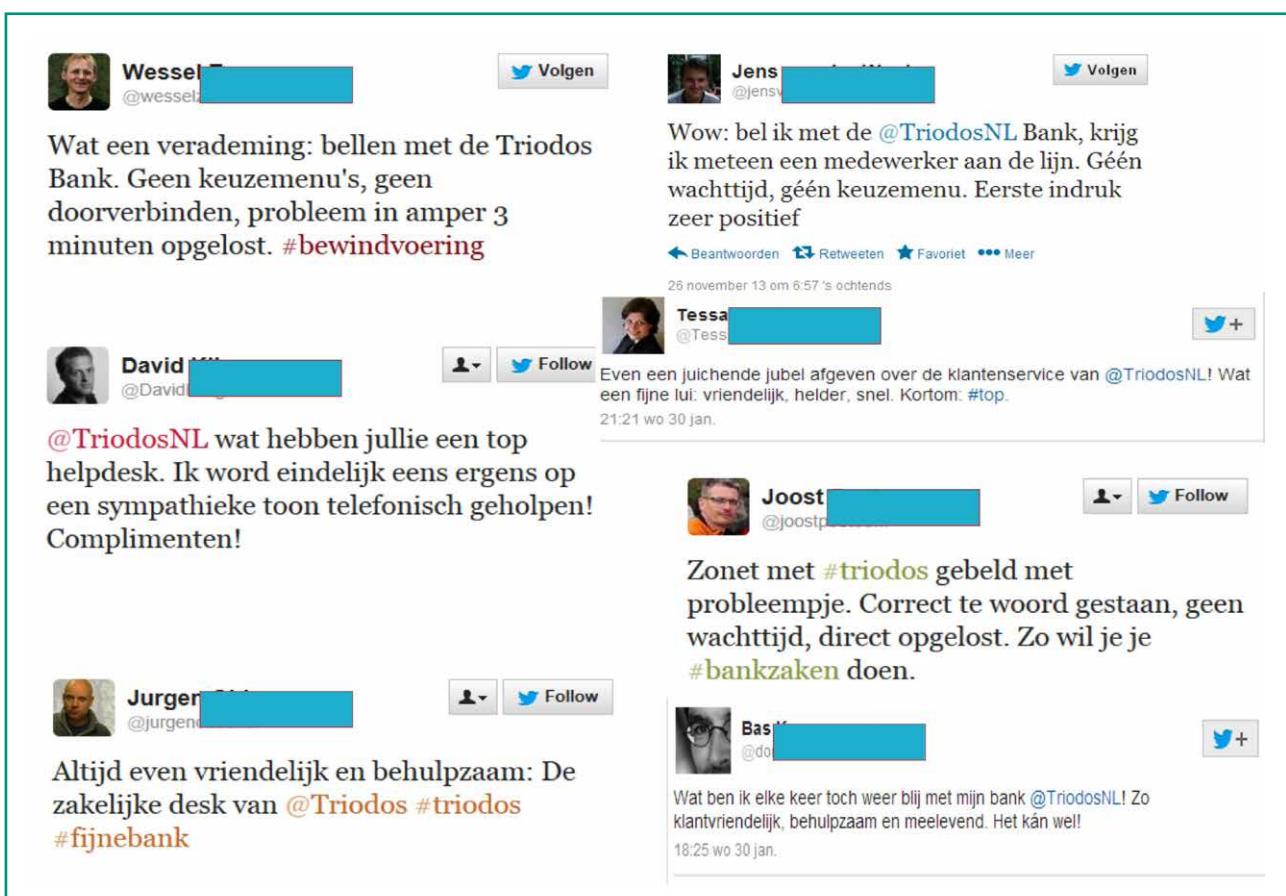 Wessel
@wessel
Volgen
Wat een verademing: bellen met de Triodos
Bank. Geen keuzemenu's, geen
doorverbinden, probleem in amper 3
minuten opgelost. #bewindvoering
Jens
@jensv
Volgen
Wow: bel ik met de @TriodosNL Bank, krijg
ik meteen een medewerker aan de lijn. Géén
wachttijd, géén keuzemenu. Eerste indruk
zeer positief
Beantwoorden Retweeten Favoriet Meer
26 november 13 om 6:57 's ochtends
Tessa
@Tess
Even een juichende jubel afgeven over de klantenservice van @TriodosNL! Wat
een fijne lui: vriendelijk, helder, snel. Kortom: #top.
21:21 wo 30 jan.
David
@David
Follow
@TriodosNL wat hebben jullie een top
helpdesk. Ik word eindelijk eens ergens op
een sympathieke toon telefonisch geholpen!
Complimenten!
Joost
@joostp
Follow
Zonet met #triodos gebeld met
probleempje. Correct te woord gestaan, geen
wachttijd, direct opgelost. Zo wil je je
#bankzaken doen.
Jurgen
@jurgen
Follow
Altijd even vriendelijk en behulpzaam: De
zakelijke desk van @Triodos #triodos
#fijnebank
Bas
@do
Wat ben ik elke keer toch weer blij met mijn bank @TriodosNL! Zo
klantvriendelijk, behulpzaam en meelevend. Het kán wel!
18:25 wo 30 jan.